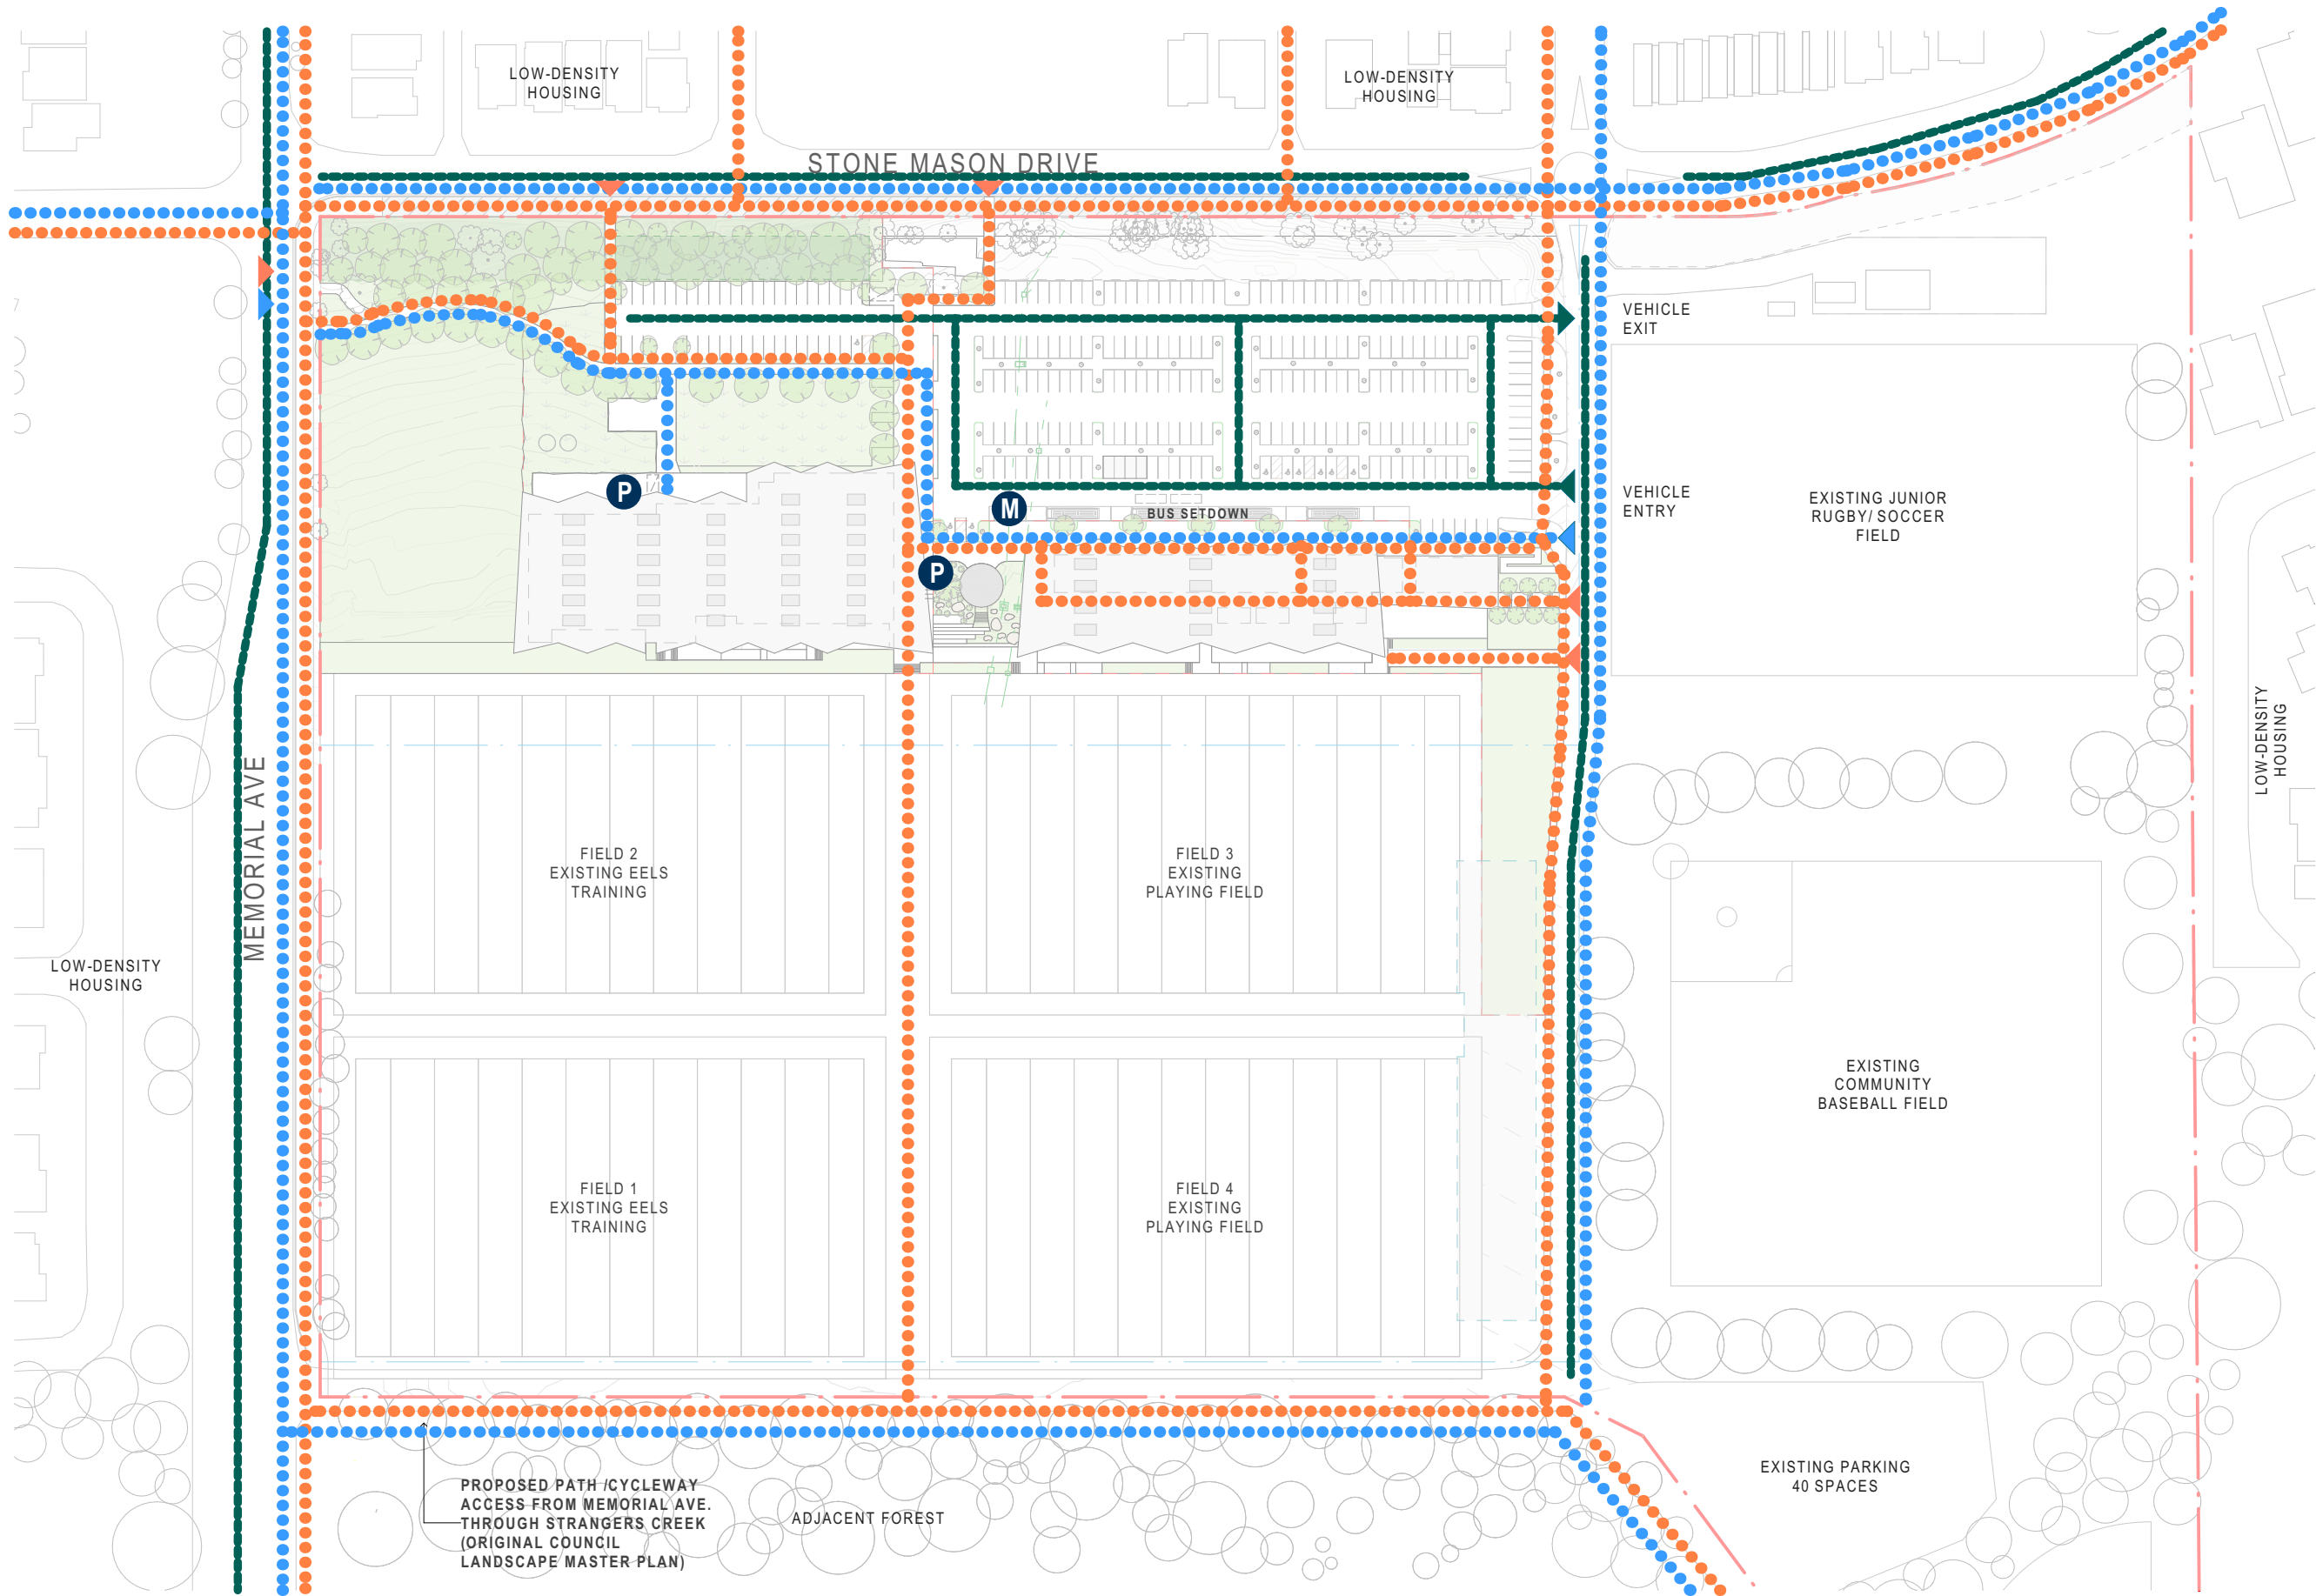 LOW-DENSITY
HOUSING
LOW-DENSITY
HOUSING
STONE MASON DRIVE
VEHICLE
EXIT
VEHICLE
ENTRY
P
M
BUS SETDOWN
P
EXISTING JUNIOR
RUGBY/ SOCCER
FIELD
LOW-DENSITY
HOUSING
MEMORIAL AVE
FIELD 2
EXISTING EELS
TRAINING
FIELD 3
EXISTING
PLAYING FIELD
LOW-DENSITY
HOUSING
EXISTING
COMMUNITY
BASEBALL FIELD
FIELD 1
EXISTING EELS
TRAINING
FIELD 4
EXISTING
PLAYING FIELD
EXISTING PARKING
40 SPACES
PROPOSED PATH /CYCLEWAY
ACCESS FROM MEMORIAL AVE.
THROUGH STRANGERS CREEK
(ORIGINAL COUNCIL
LANDSCAPE MASTER PLAN)
ADJACENT FOREST